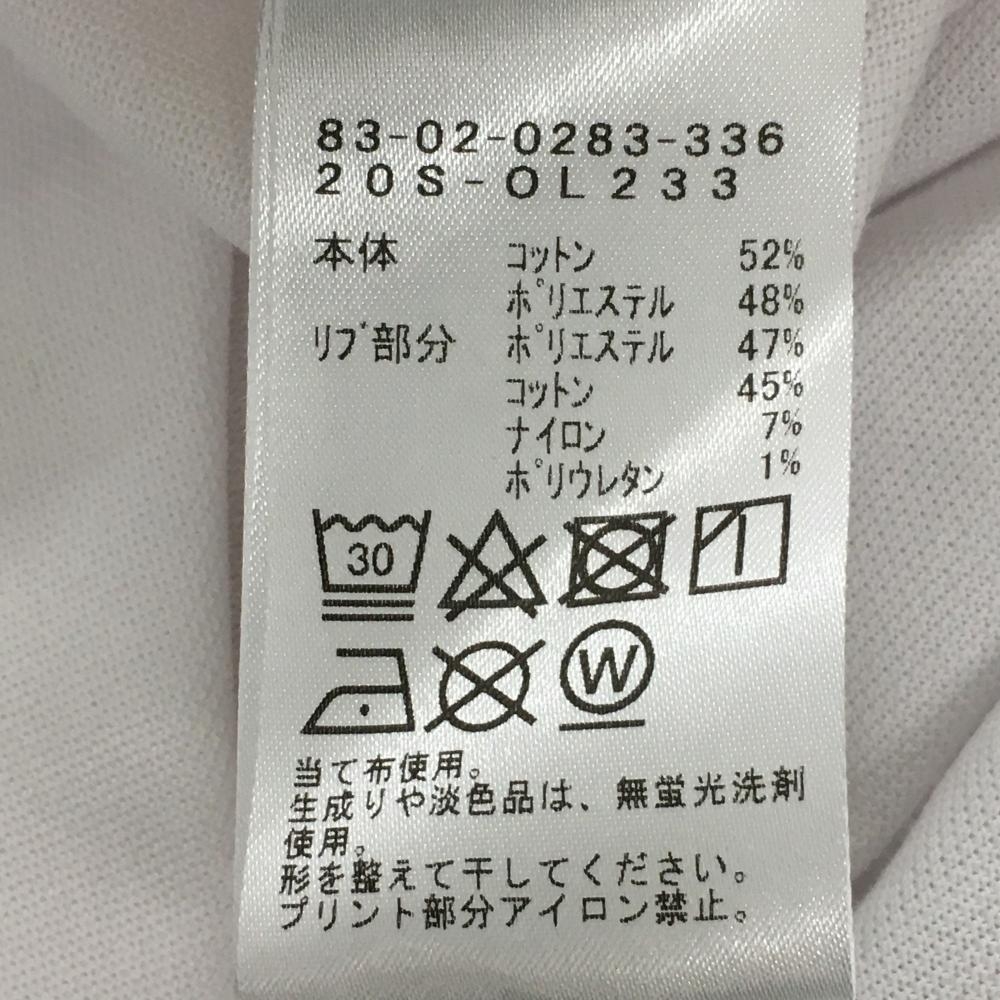 83-02-0283-336
20S-OL233
本体 コットン 52%
ポリエステル 48%
リブ部分 ポリエステル 47%
コットン 45%
ナイロン 7%
ポリウレタン 1%
30
W
当て布使用。
生成りや淡色品は、無蛍光洗剤
使用。
形を整えて干してください。
プリント部分アイロン禁止。